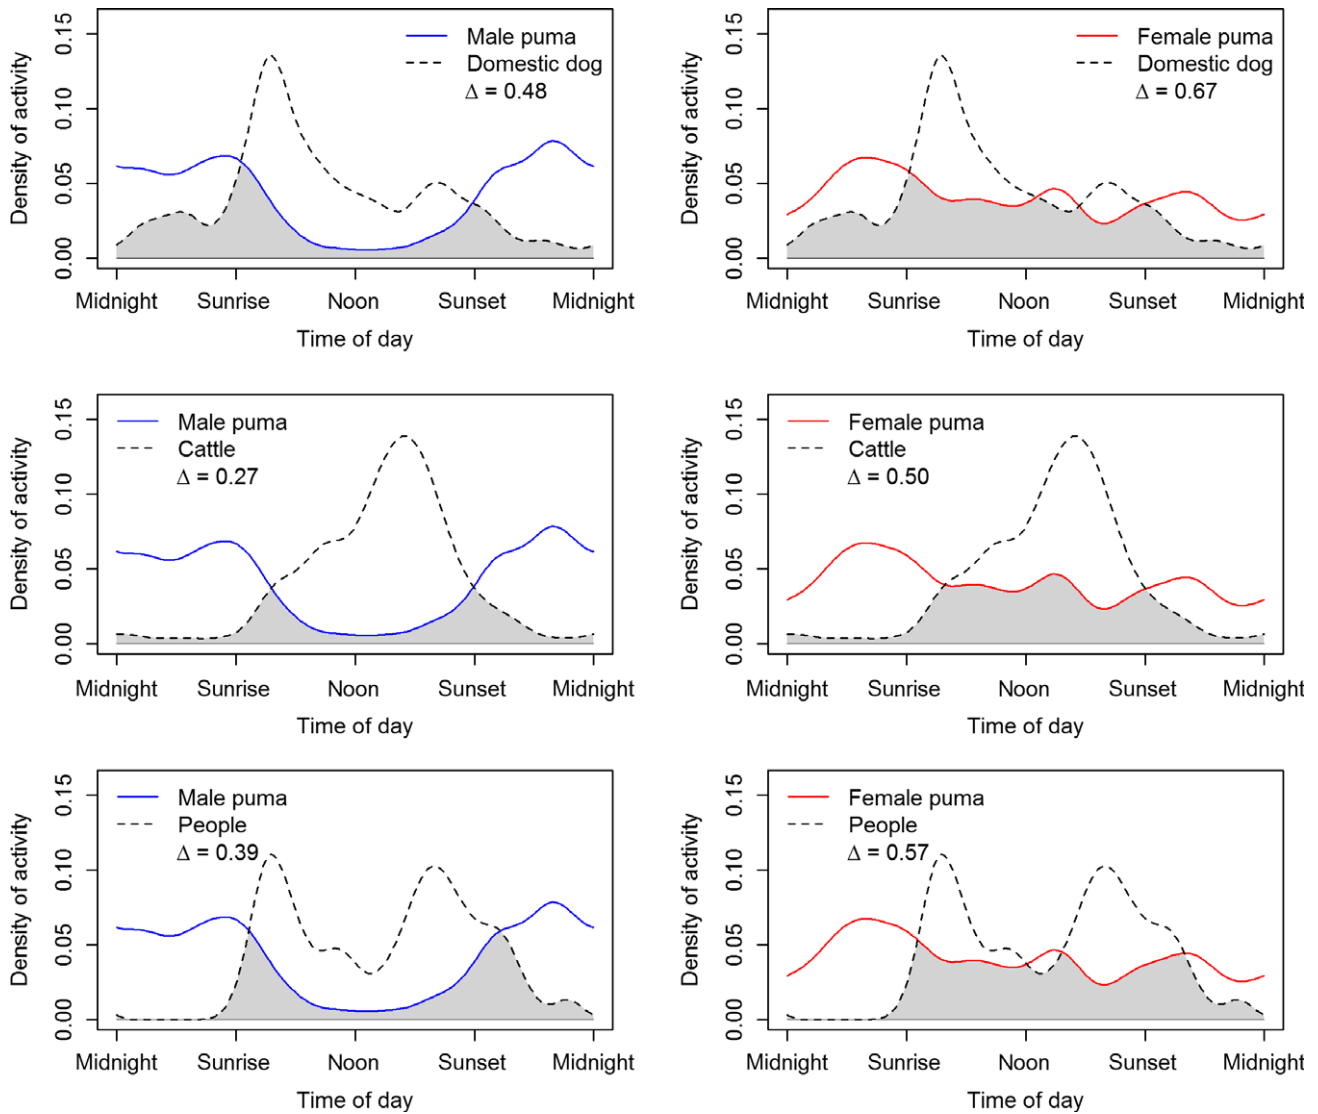 Male puma
Domestic dog
Δ = 0.48
Density of activity
0.00 0.05 0.10 0.15
Midnight Sunrise Noon Sunset Midnight
Time of day
Female puma
Domestic dog
Δ = 0.67
Density of activity
0.00 0.05 0.10 0.15
Midnight Sunrise Noon Sunset Midnight
Time of day
Male puma
Cattle
Δ = 0.27
Density of activity
0.00 0.05 0.10 0.15
Midnight Sunrise Noon Sunset Midnight
Time of day
Female puma
Cattle
Δ = 0.50
Density of activity
0.00 0.05 0.10 0.15
Midnight Sunrise Noon Sunset Midnight
Time of day
Male puma
People
Δ = 0.39
Density of activity
0.00 0.05 0.10 0.15
Midnight Sunrise Noon Sunset Midnight
Time of day
Female puma
People
Δ = 0.57
Density of activity
0.00 0.05 0.10 0.15
Midnight Sunrise Noon Sunset Midnight
Time of day